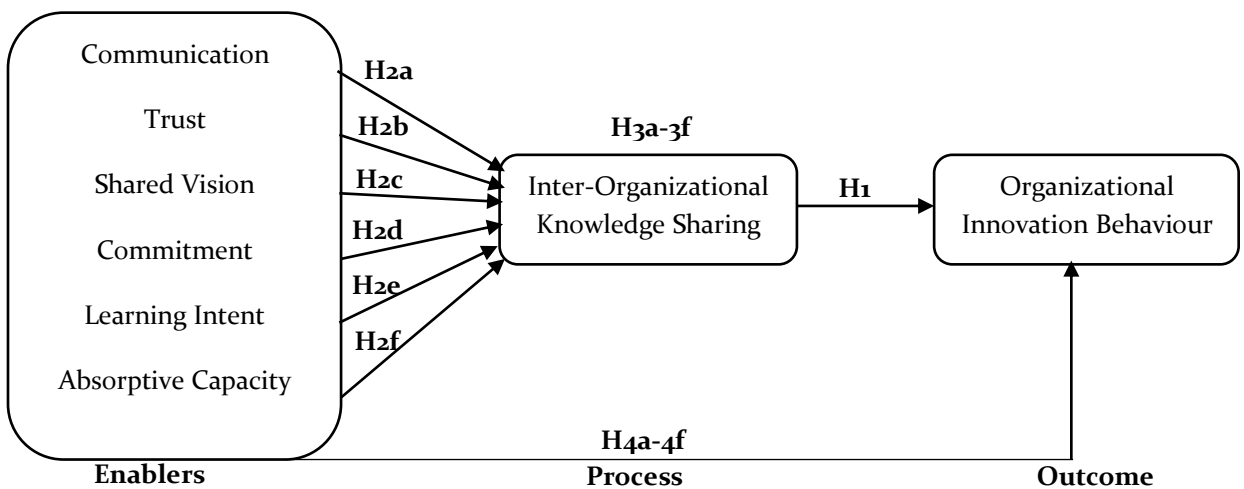 Communication
Trust
Shared Vision
Commitment
Learning Intent
Absorptive Capacity
H2a
H2b
H2c
H2d
H2e
H2f
H3a-3f
Inter-Organizational
Knowledge Sharing
H1
Organizational
Innovation Behaviour
H4a-4f
Enablers
Process
Outcome